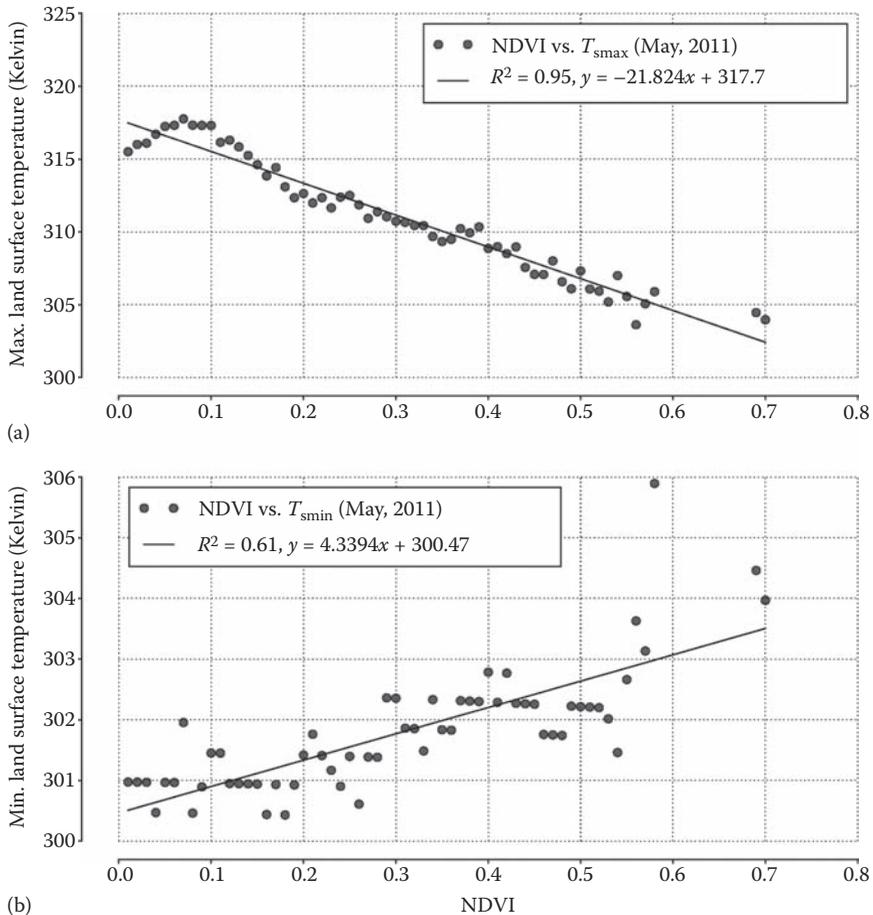 (a)
Max. land surface temperature (Kelvin)
325
320
315
310
305
300
NDVI vs. Tsmax (May, 2011)
R² = 0.95, y = −21.824x + 317.7
0.0 0.1 0.2 0.3 0.4 0.5 0.6 0.7 0.8
(b)
Min. land surface temperature (Kelvin)
306
305
304
303
302
301
300
NDVI vs. Tsmin (May, 2011)
R² = 0.61, y = 4.3394x + 300.47
0.0 0.1 0.2 0.3 0.4 0.5 0.6 0.7 0.8
NDVI